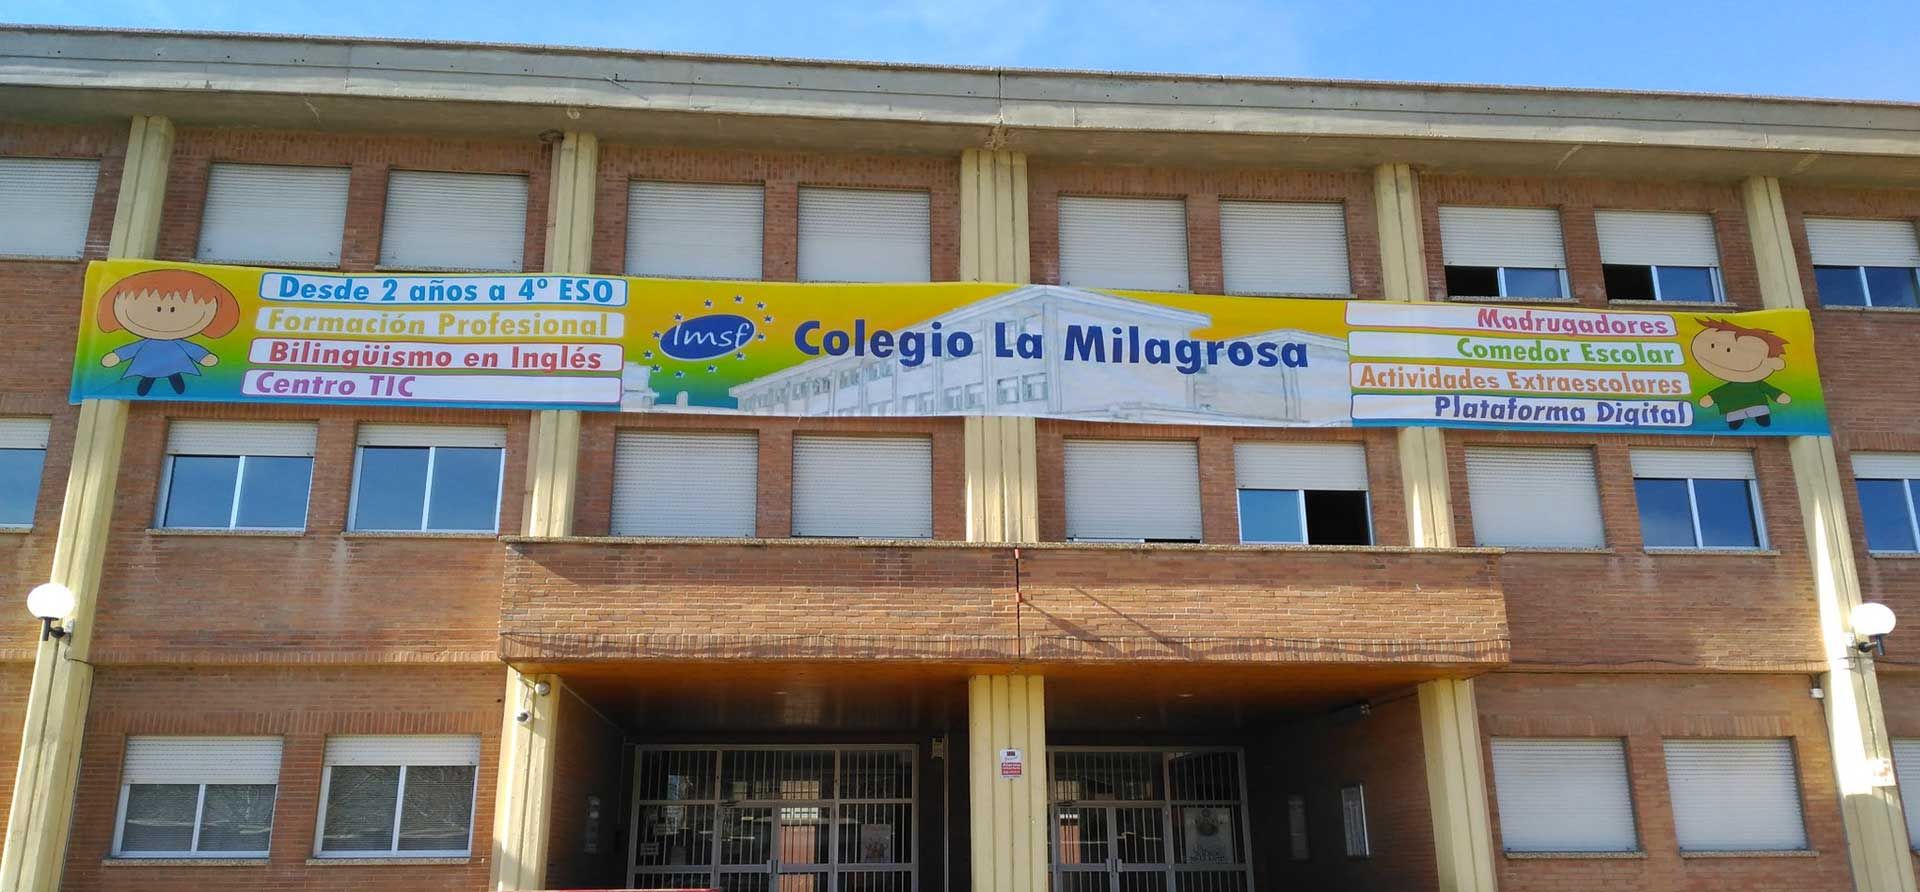 Desde 2 años a 4º ESO
Formación Profesional
Bilingüismo en Inglés
Centro TIC
lmsf
Colegio La Milagrosa
Madrugadores
Comedor Escolar
Actividades Extraescolares
Plataforma Digital